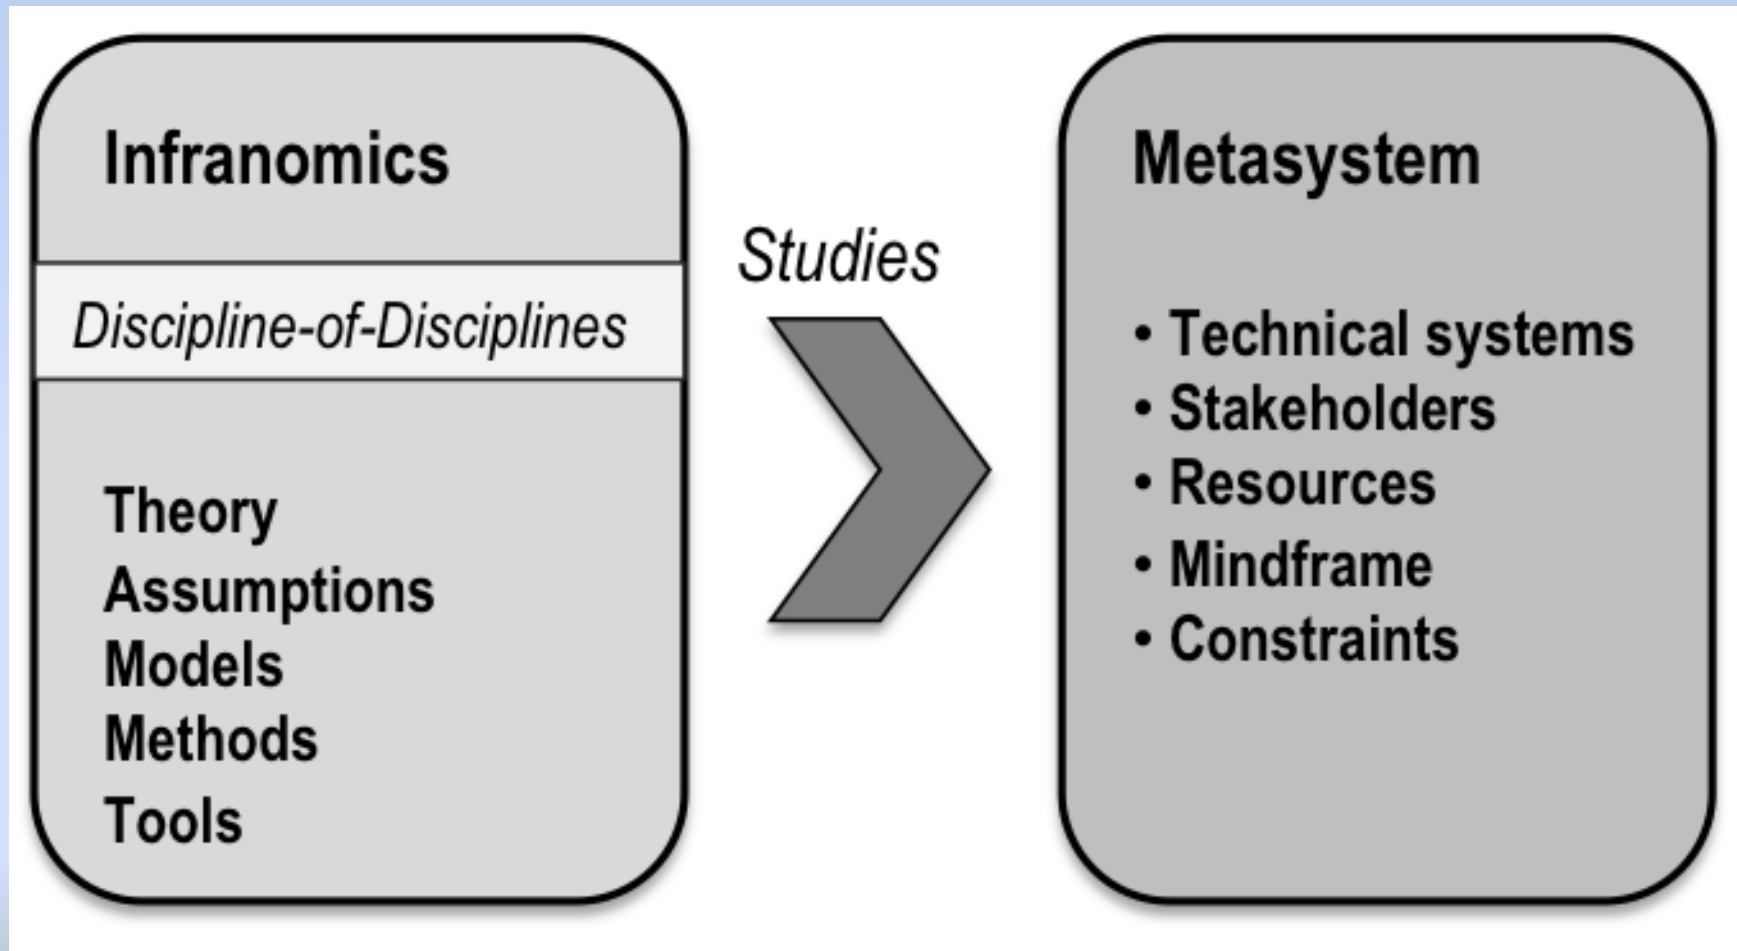 Infranomics
Discipline-of-Disciplines
Theory
Assumptions
Models
Methods
Tools
Studies
Metasystem
• Technical systems
• Stakeholders
• Resources
• Mindframe
• Constraints